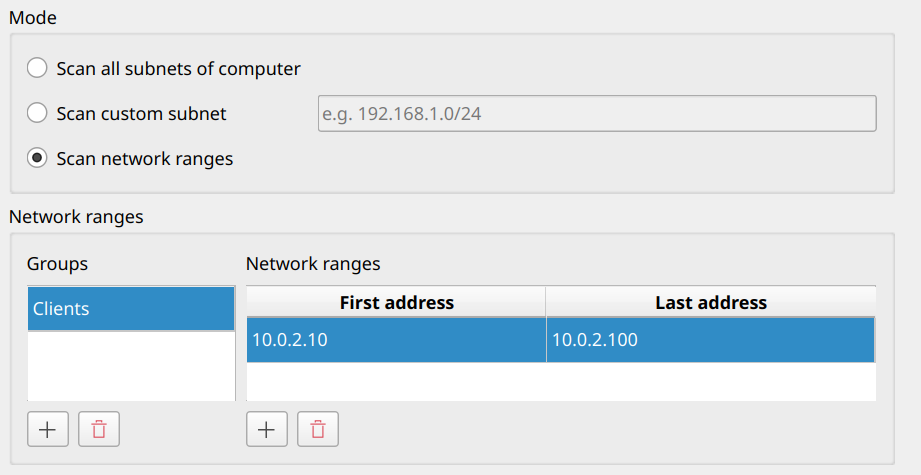 Mode
Scan all subnets of computer
Scan custom subnet e.g. 192.168.1.0/24
Scan network ranges
Network ranges
Groups Network ranges
First address Last address
Clients
10.0.2.10 10.0.2.100